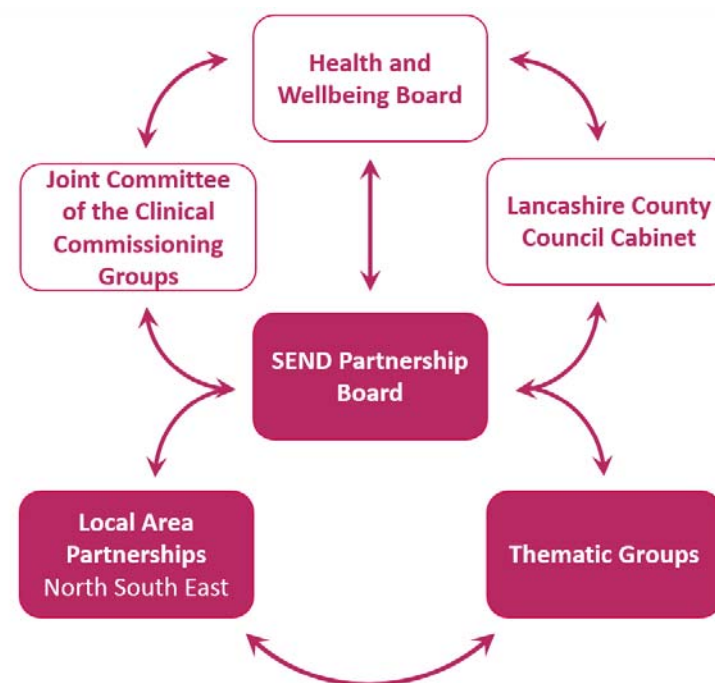 Health and
Wellbeing Board
Joint Committee
of the Clinical
Commissioning
Groups
Lancashire County
Council Cabinet
SEND Partnership
Board
Local Area
Partnerships
North South East
Thematic Groups